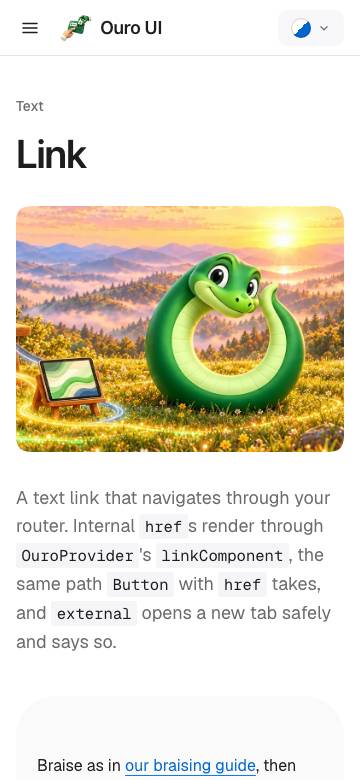 Ouro UI
Text
Link
A text link that navigates through your
router. Internal href s render through
OuroProvider 's linkComponent , the
same path Button with href takes,
and external opens a new tab safely
and says so.
Braise as in our braising guide, then